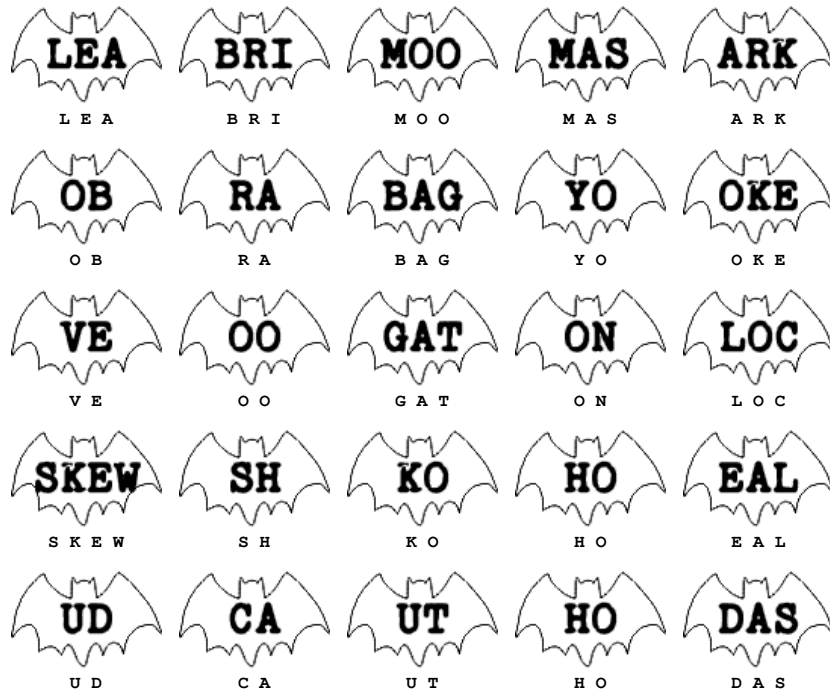 LEA BRI MOO MAS ARK
L E A B R I M O O M A S A R K
OB RA BAG YO OKE
O B R A B A G Y O O K E
VE OO GAT ON LOC
V E O O G A T O N L O C
SKEW SH KO HO EAL
S K E W S H K O H O E A L
UD CA UT HO DAS
U D C A U T H O D A S